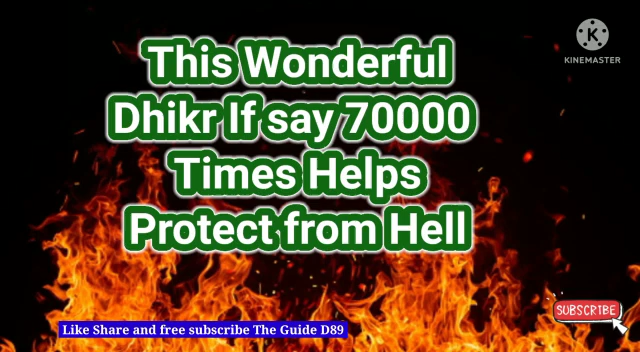 This Wonderful
Dhikr If say 70000
Times Helps
Protect from Hell
K
KINEMASTER
SUBSCRIBE
Like Share and free subscribe The Guide D89